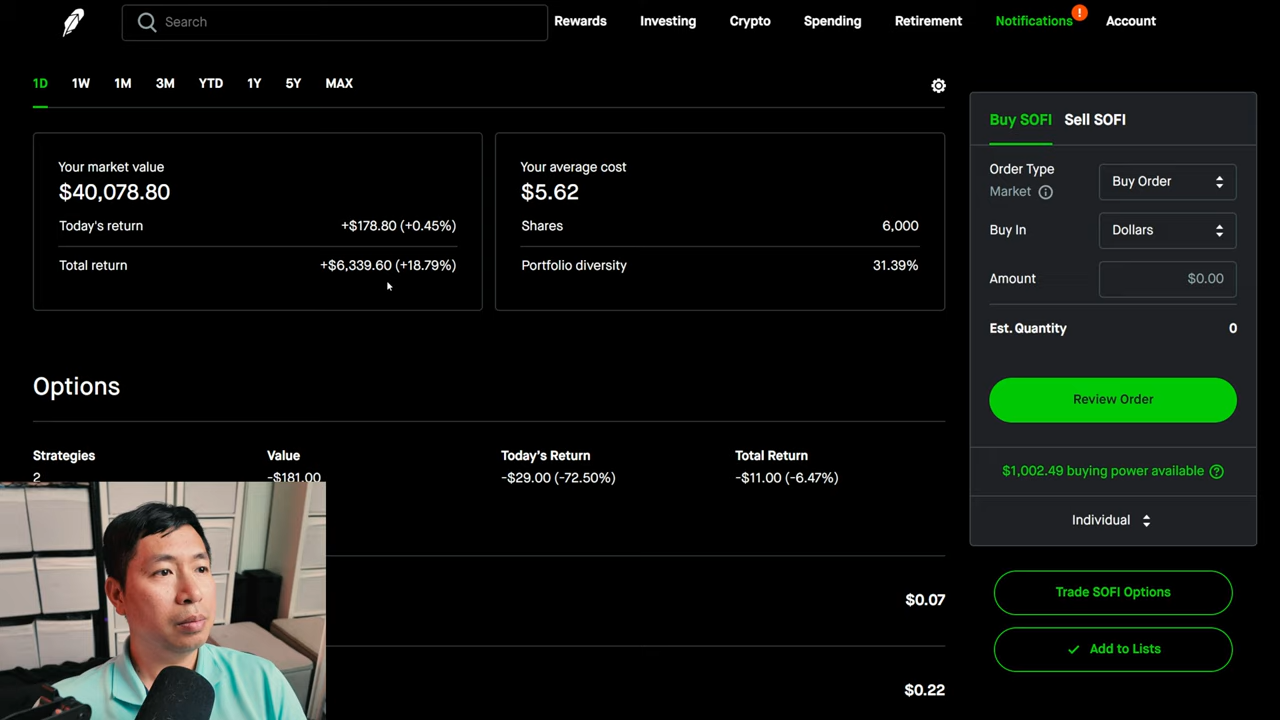 Search
Rewards
Investing
Crypto
Spending
Retirement
Notifications
!
Account
1D
1W
1M
3M
YTD
1Y
5Y
MAX
Your market value
$40,078.80
Today's return
+$178.80 (+0.45%)
Total return
+$6,339.60 (+18.79%)
Your average cost
$5.62
Shares
6,000
Portfolio diversity
31.39%
Buy SOFI
Sell SOFI
Order Type
Market
Buy Order
Buy In
Dollars
Amount
$0.00
Est. Quantity
0
Review Order
$1,002.49 buying power available
Individual
Trade SOFI Options
Add to Lists
Options
Strategies
Value
Today's Return
Total Return
2
-$181.00
-$29.00 (-72.50%)
-$11.00 (-6.47%)
$0.07
$0.22